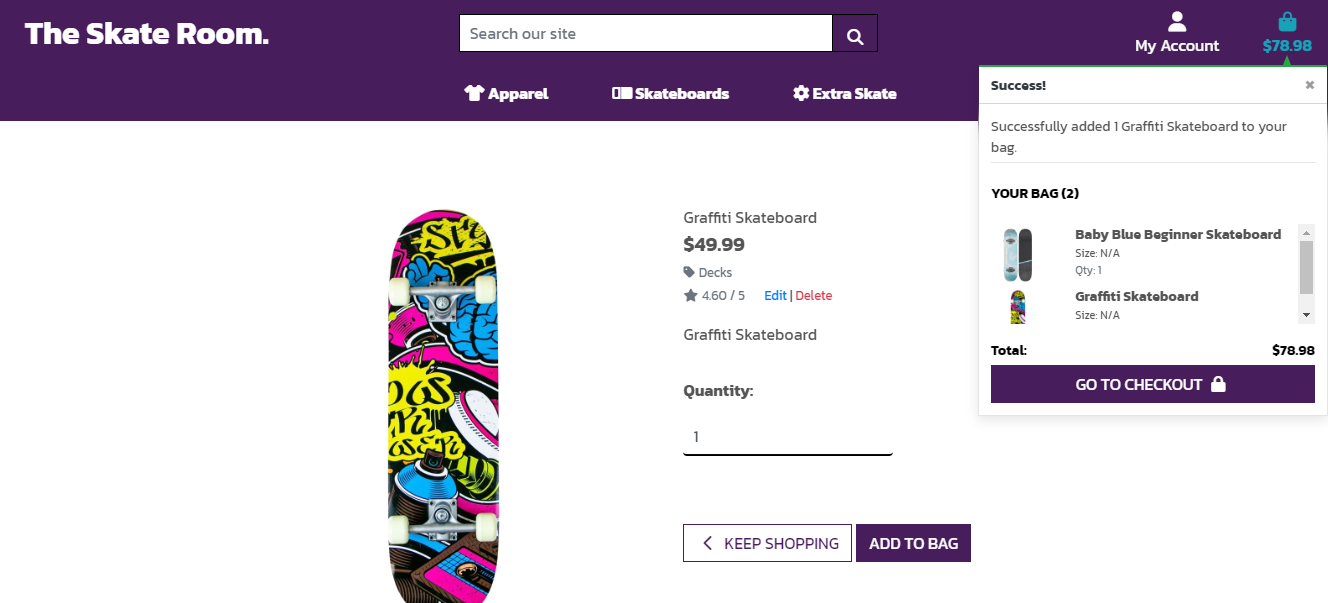 The Skate Room.
Search our site
My Account
$78.98
Apparel
Skateboards
Extra Skate
Success!
Successfully added 1 Graffiti Skateboard to your
bag.
YOUR BAG (2)
Baby Blue Beginner Skateboard
Size: N/A
Qty: 1
Graffiti Skateboard
Size: N/A
Total:
$78.98
GO TO CHECKOUT
Graffiti Skateboard
$49.99
Decks
4.60 / 5
Edit | Delete
Graffiti Skateboard
Quantity:
1
KEEP SHOPPING
ADD TO BAG